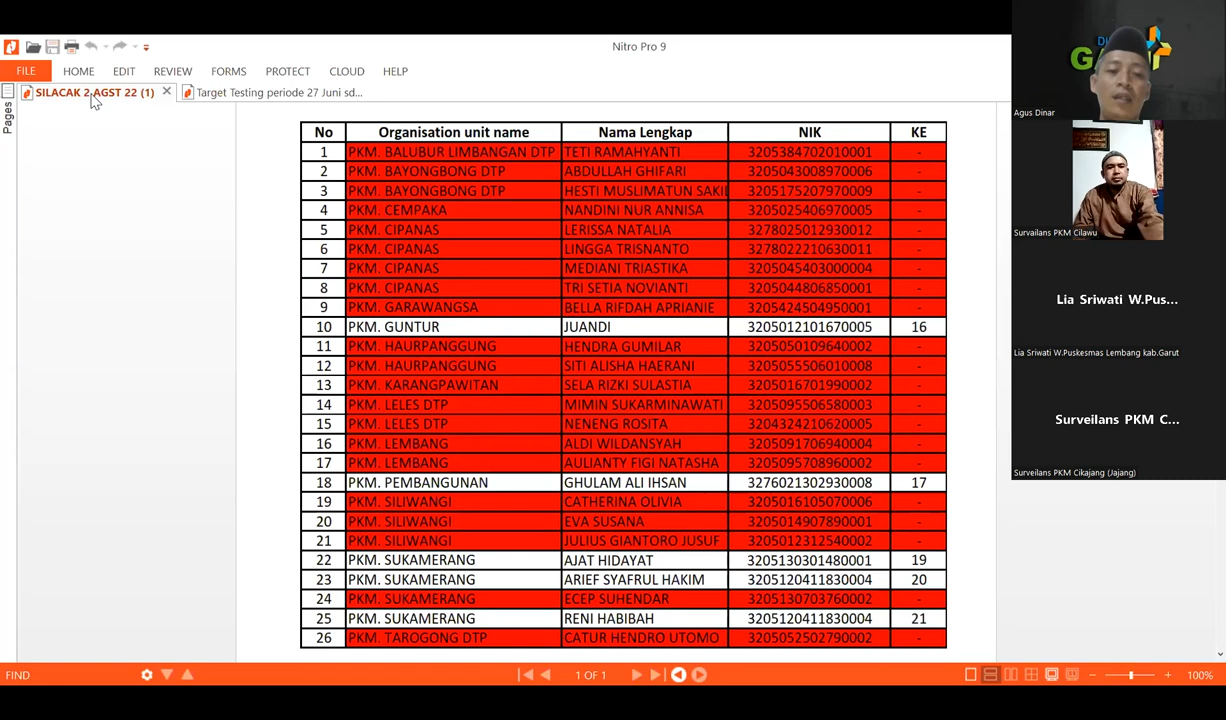 Nitro Pro 9
FILE HOME EDIT REVIEW FORMS PROTECT CLOUD HELP
SILACAK 2 AGST 22 (1) Target Testing periode 27 Juni sd...
Pages
No Organisation unit name Nama Lengkap NIK KE
1 PKM. BALUBUR LIMBANGAN DTP TETI RAMAHYANTI 3205384702010001 -
2 PKM. BAYONGBONG DTP ABDULLAH GHIFARI 3205043008970006 -
3 PKM. BAYONGBONG DTP HESTI MUSLIMATUN SAKI 3205175207970009 -
4 PKM. CEMPAKA NANDINI NUR ANNISA 3205025406970005 -
5 PKM. CIPANAS LERISSA NATALIA 3278025012930012 -
6 PKM. CIPANAS LINGGA TRISNANTO 3278022210630011 -
7 PKM. CIPANAS MEDIANI TRIASTIKA 3205045403000004 -
8 PKM. CIPANAS TRI SETIA NOVIANTI 3205044806850001 -
9 PKM. GARAWANGSA BELLA RIFDAH APRIANIE 3205424504950001 -
10 PKM. GUNTUR JUANDI 3205012101670005 16
11 PKM. HAURPANGGUNG HENDRA GUMILAR 3205050109640002 -
12 PKM. HAURPANGGUNG SITI ALISHA HAERANI 3205055506010008 -
13 PKM. KARANGPAWITAN SELA RIZKI SULASTIA 3205016701990002 -
14 PKM. LELES DTP MIMIN SUKARMINAWATI 3205095506580003 -
15 PKM. LELES DTP NENENG ROSITA 3204324210620005 -
16 PKM. LEMBANG ALDI WILDANSYAH 3205091706940004 -
17 PKM. LEMBANG AULIANTY FIGI NATASHA 3205095708960002 -
18 PKM. PEMBANGUNAN GHULAM ALI IHSAN 3276021302930008 17
19 PKM. SILIWANGI CATHERINA OLIVIA 3205016105070006 -
20 PKM. SILIWANGI EVA SUSANA 3205014907890001 -
21 PKM. SILIWANGI JULIUS GIANTORO JUSUF 3205012312540002 -
22 PKM. SUKAMERANG AJAT HIDAYAT 3205130301480001 19
23 PKM. SUKAMERANG ARIEF SYAFRUL HAKIM 3205120411830004 20
24 PKM. SUKAMERANG ECEP SUHENDAR 3205130703760002 -
25 PKM. SUKAMERANG RENI HABIBAH 3205120411830004 21
26 PKM. TAROGONG DTP CATUR HENDRO UTOMO 3205052502790002 -
FIND 1 OF 1 100%
Agus Dinar
Survailans PKM Cilawu
Lia Sriwati W.Pus...
Lia Sriwati W.Puskesmas Lembang kab.Garut
Surveilans PKM C...
Surveilans PKM Cikajang (Jajang)